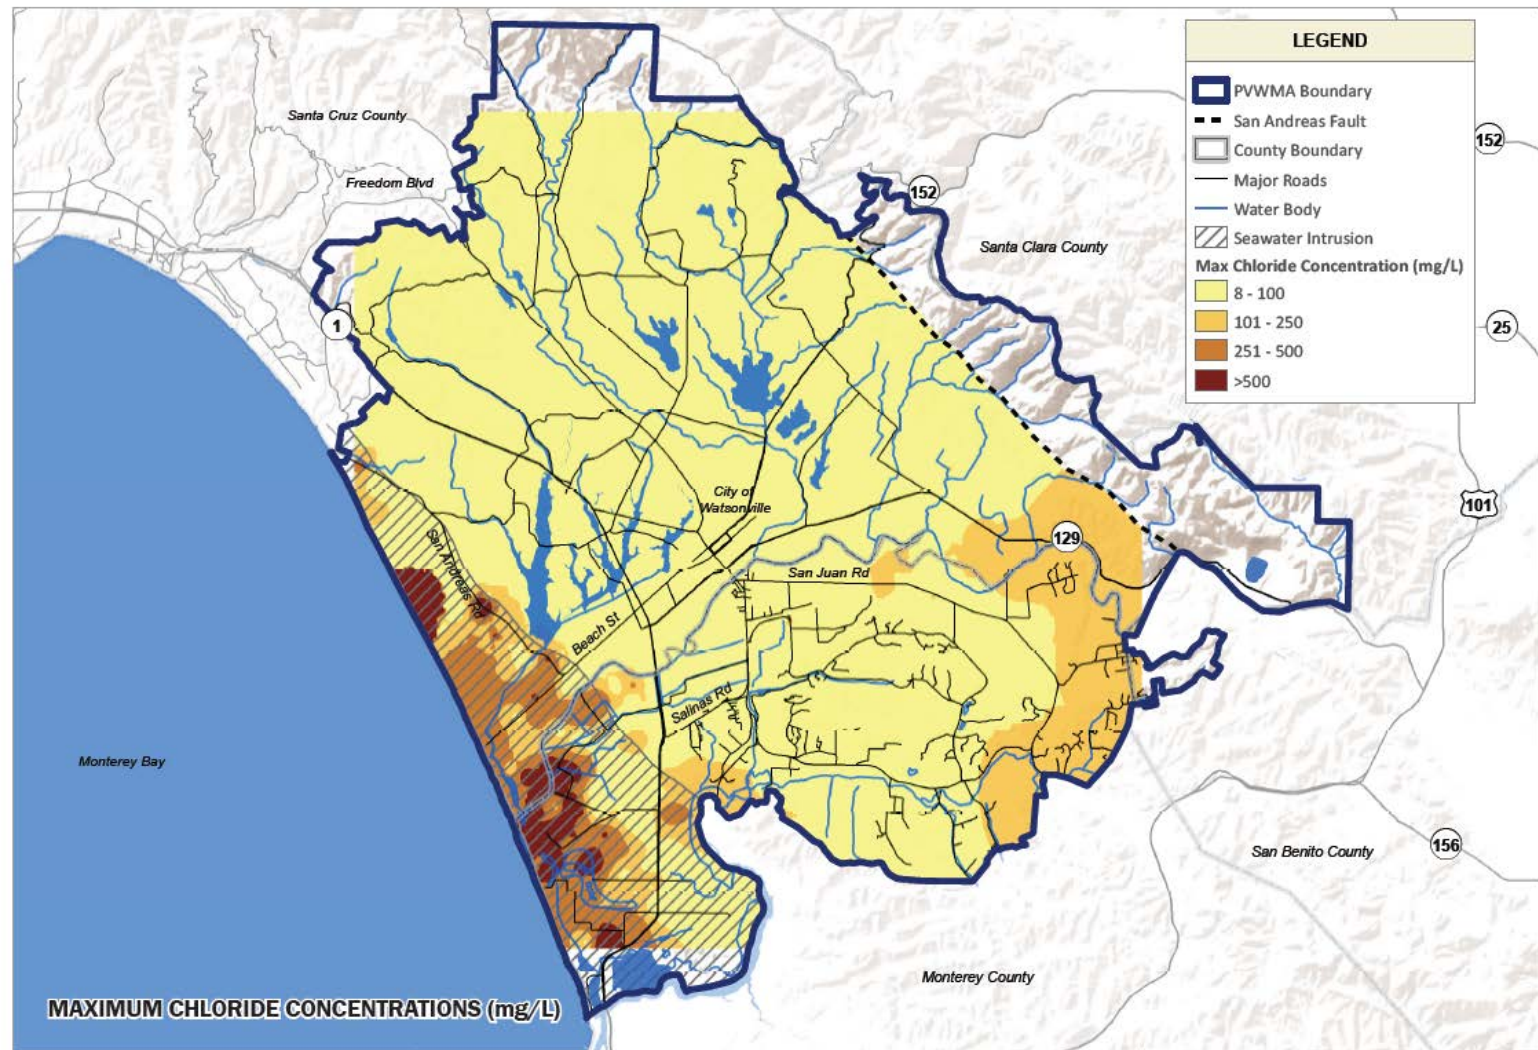 LEGEND
PVWMA Boundary
San Andreas Fault
County Boundary
Major Roads
Water Body
Seawater Intrusion
Max Chloride Concentration (mg/L)
8 - 100
101 - 250
251 - 500
>500
Santa Cruz County
Freedom Blvd
152
152
Santa Clara County
1
25
City of
Watsonville
101
129
San Andreas Rd
San Juan Rd
Beach St
Salinas Rd
Monterey Bay
156
San Benito County
Monterey County
MAXIMUM CHLORIDE CONCENTRATIONS (mg/L)